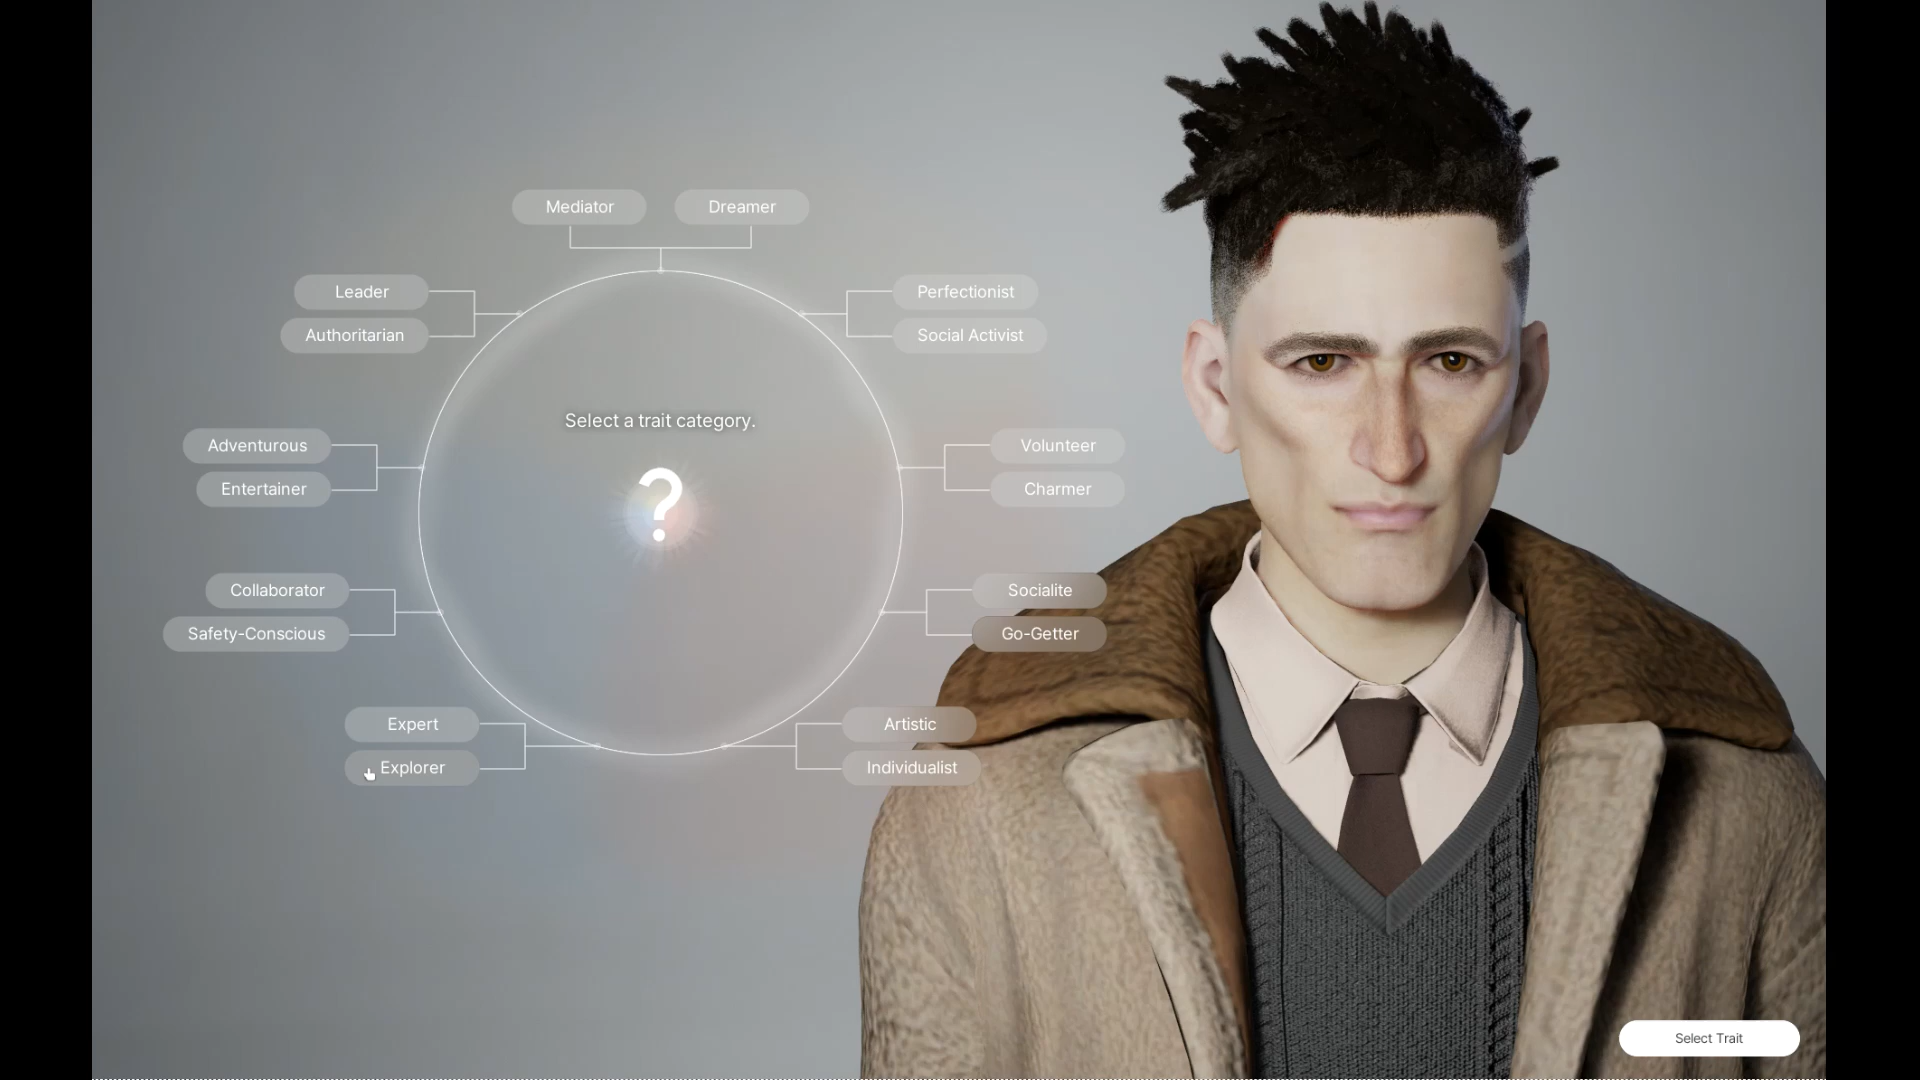 Mediator
Dreamer
Leader
Authoritarian
Perfectionist
Social Activist
Select a trait category.
?
Adventurous
Entertainer
Volunteer
Charmer
Collaborator
Safety-Conscious
Socialite
Go-Getter
Expert
Explorer
Artistic
Individualist
Select Trait